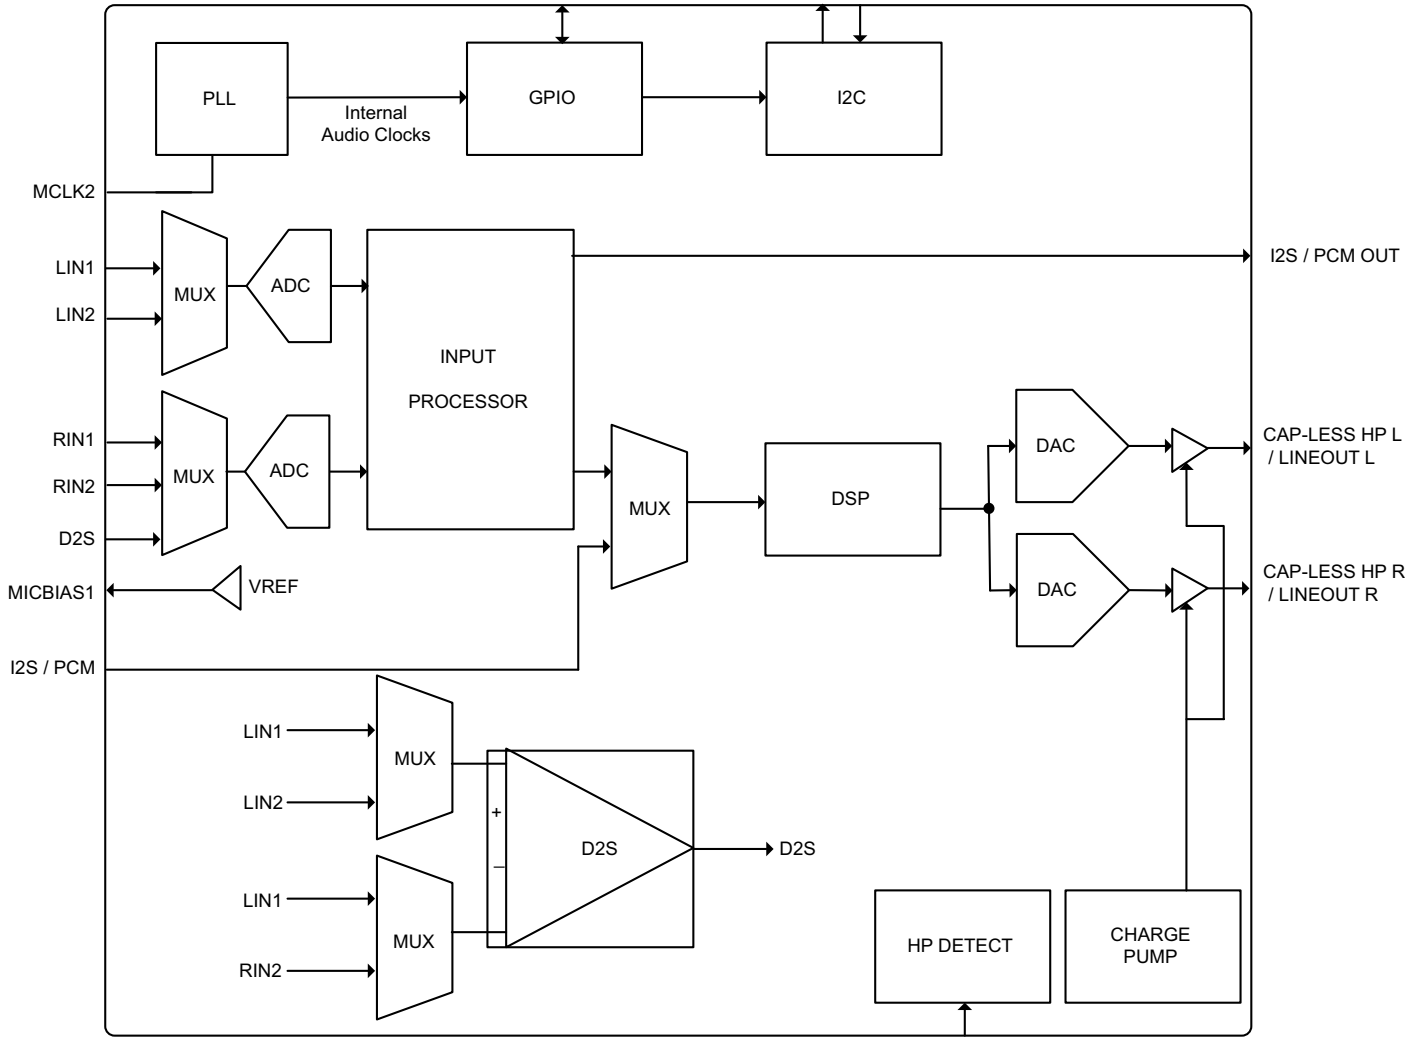 PLL
GPIO
I2C
Internal
Audio Clocks
MCLK2
LIN1
LIN2
MUX
ADC
I2S / PCM OUT
INPUT
PROCESSOR
RIN1
RIN2
D2S
MUX
ADC
MUX
DSP
DAC
CAP-LESS HP L
/ LINEOUT L
DAC
CAP-LESS HP R
/ LINEOUT R
MICBIAS1
VREF
I2S / PCM
LIN1
LIN2
MUX
+
–
D2S
D2S
LIN1
RIN2
MUX
HP DETECT
CHARGE
PUMP